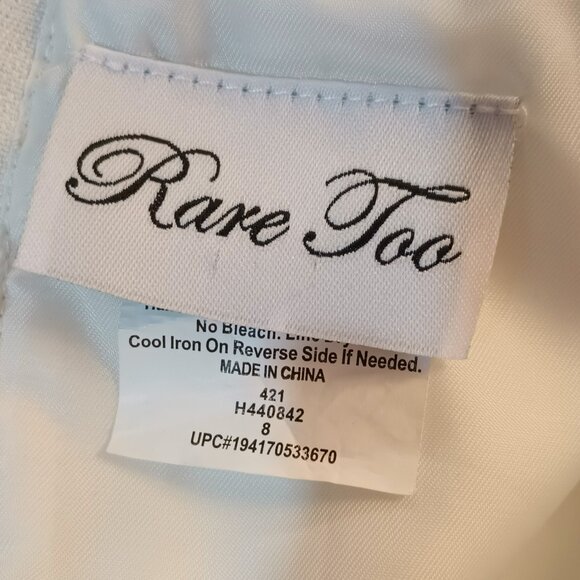 Rare Too
No Bleach.
Cool Iron On Reverse Side If Needed.
MADE IN CHINA
421
H440842
8
UPC#194170533670